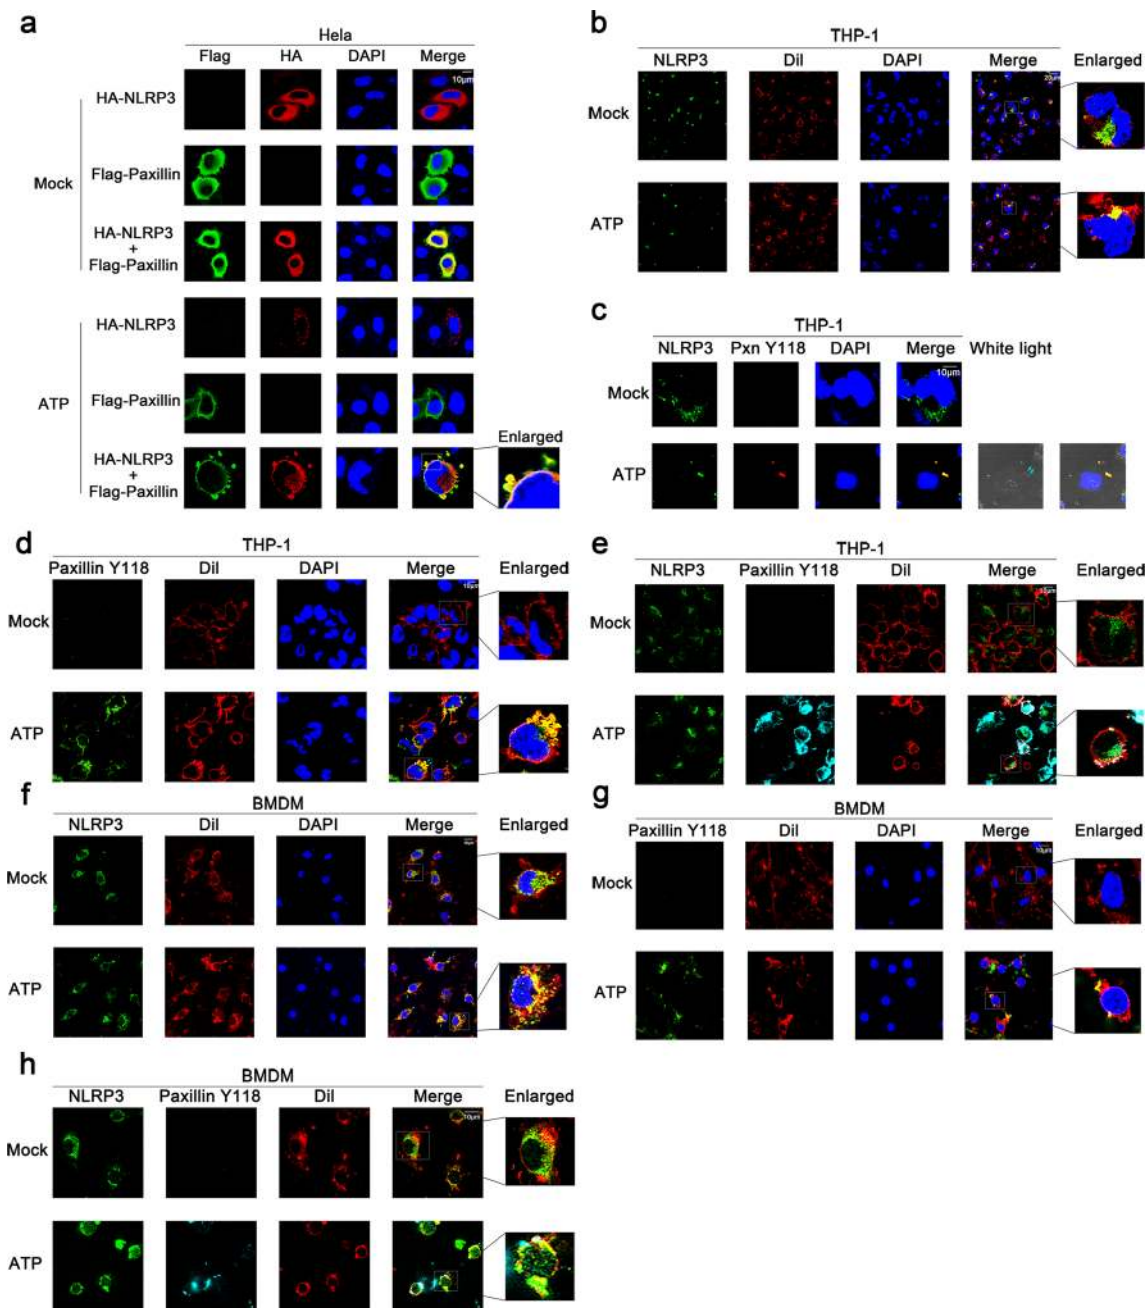 a
Hela
Flag HA DAPI Merge
10μm
HA-NLRP3
Mock
Flag-Paxillin
HA-NLRP3
+
Flag-Paxillin
HA-NLRP3
ATP
Flag-Paxillin
Enlarged
HA-NLRP3
+
Flag-Paxillin
b
THP-1
NLRP3 Dil DAPI Merge Enlarged
20μm
Mock
ATP
c
THP-1
NLRP3 Pxn Y118 DAPI Merge White light
10μm
Mock
ATP
d
THP-1
Paxillin Y118 Dil DAPI Merge Enlarged
10μm
Mock
ATP
e
THP-1
NLRP3 Paxillin Y118 Dil Merge Enlarged
10μm
Mock
ATP
f
BMDM
NLRP3 Dil DAPI Merge Enlarged
Mock
ATP
g
BMDM
Paxillin Y118 Dil DAPI Merge Enlarged
10μm
Mock
ATP
h
BMDM
NLRP3 Paxillin Y118 Dil Merge Enlarged
10μm
Mock
ATP